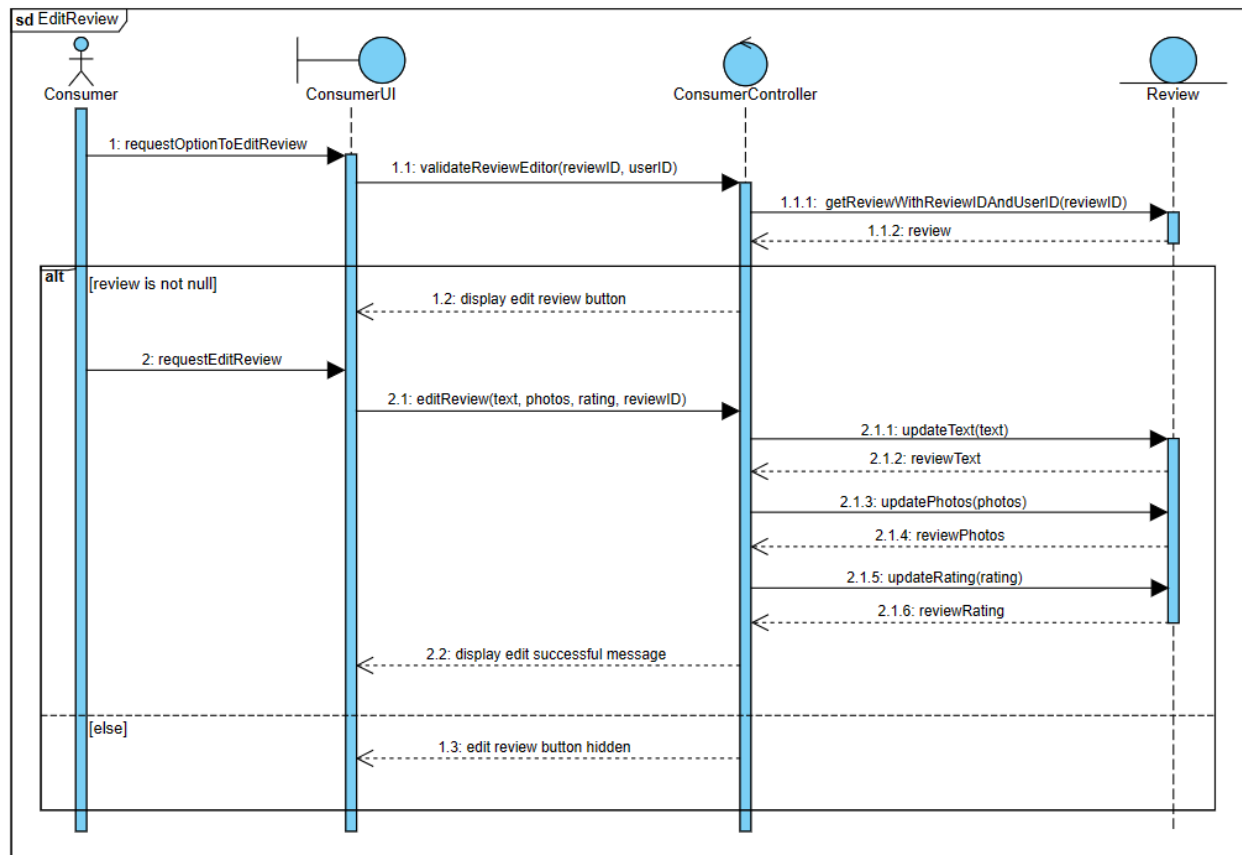 sd EditReview
Consumer
ConsumerUI
ConsumerController
Review
1: requestOptionToEditReview
1.1: validateReviewEditor(reviewID, userID)
1.1.1: getReviewWithReviewIDAndUserID(reviewID)
1.1.2: review
alt
[review is not null]
1.2: display edit review button
2: requestEditReview
2.1: editReview(text, photos, rating, reviewID)
2.1.1: updateText(text)
2.1.2: reviewText
2.1.3: updatePhotos(photos)
2.1.4: reviewPhotos
2.1.5: updateRating(rating)
2.1.6: reviewRating
2.2: display edit successful message
[else]
1.3: edit review button hidden